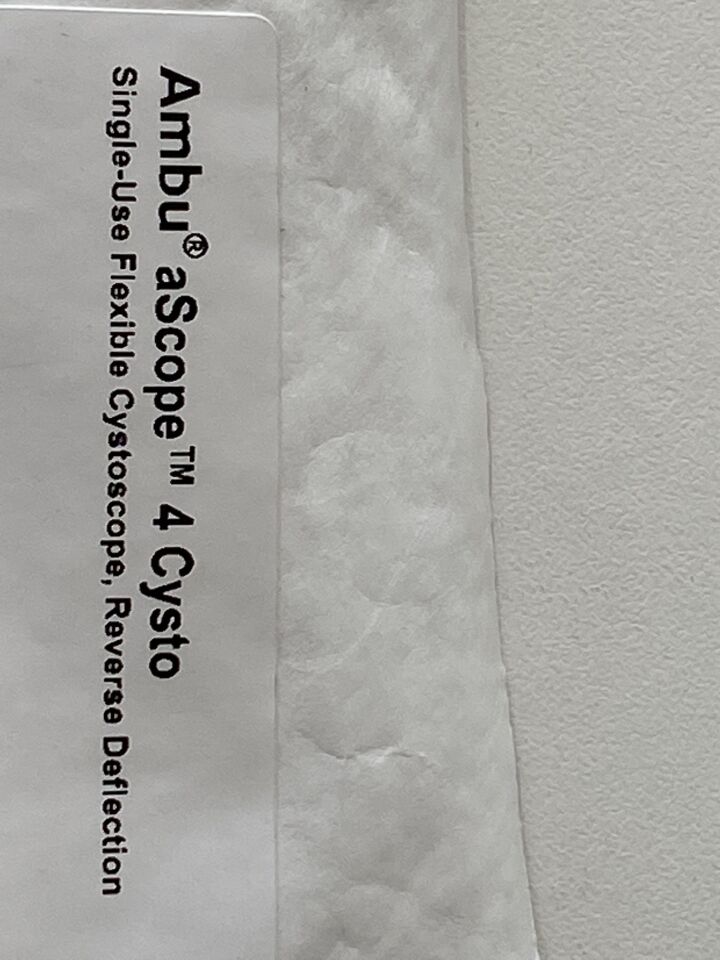 Ambu® aScope™ 4 Cysto
Single-Use Flexible Cystoscope, Reverse Deflection